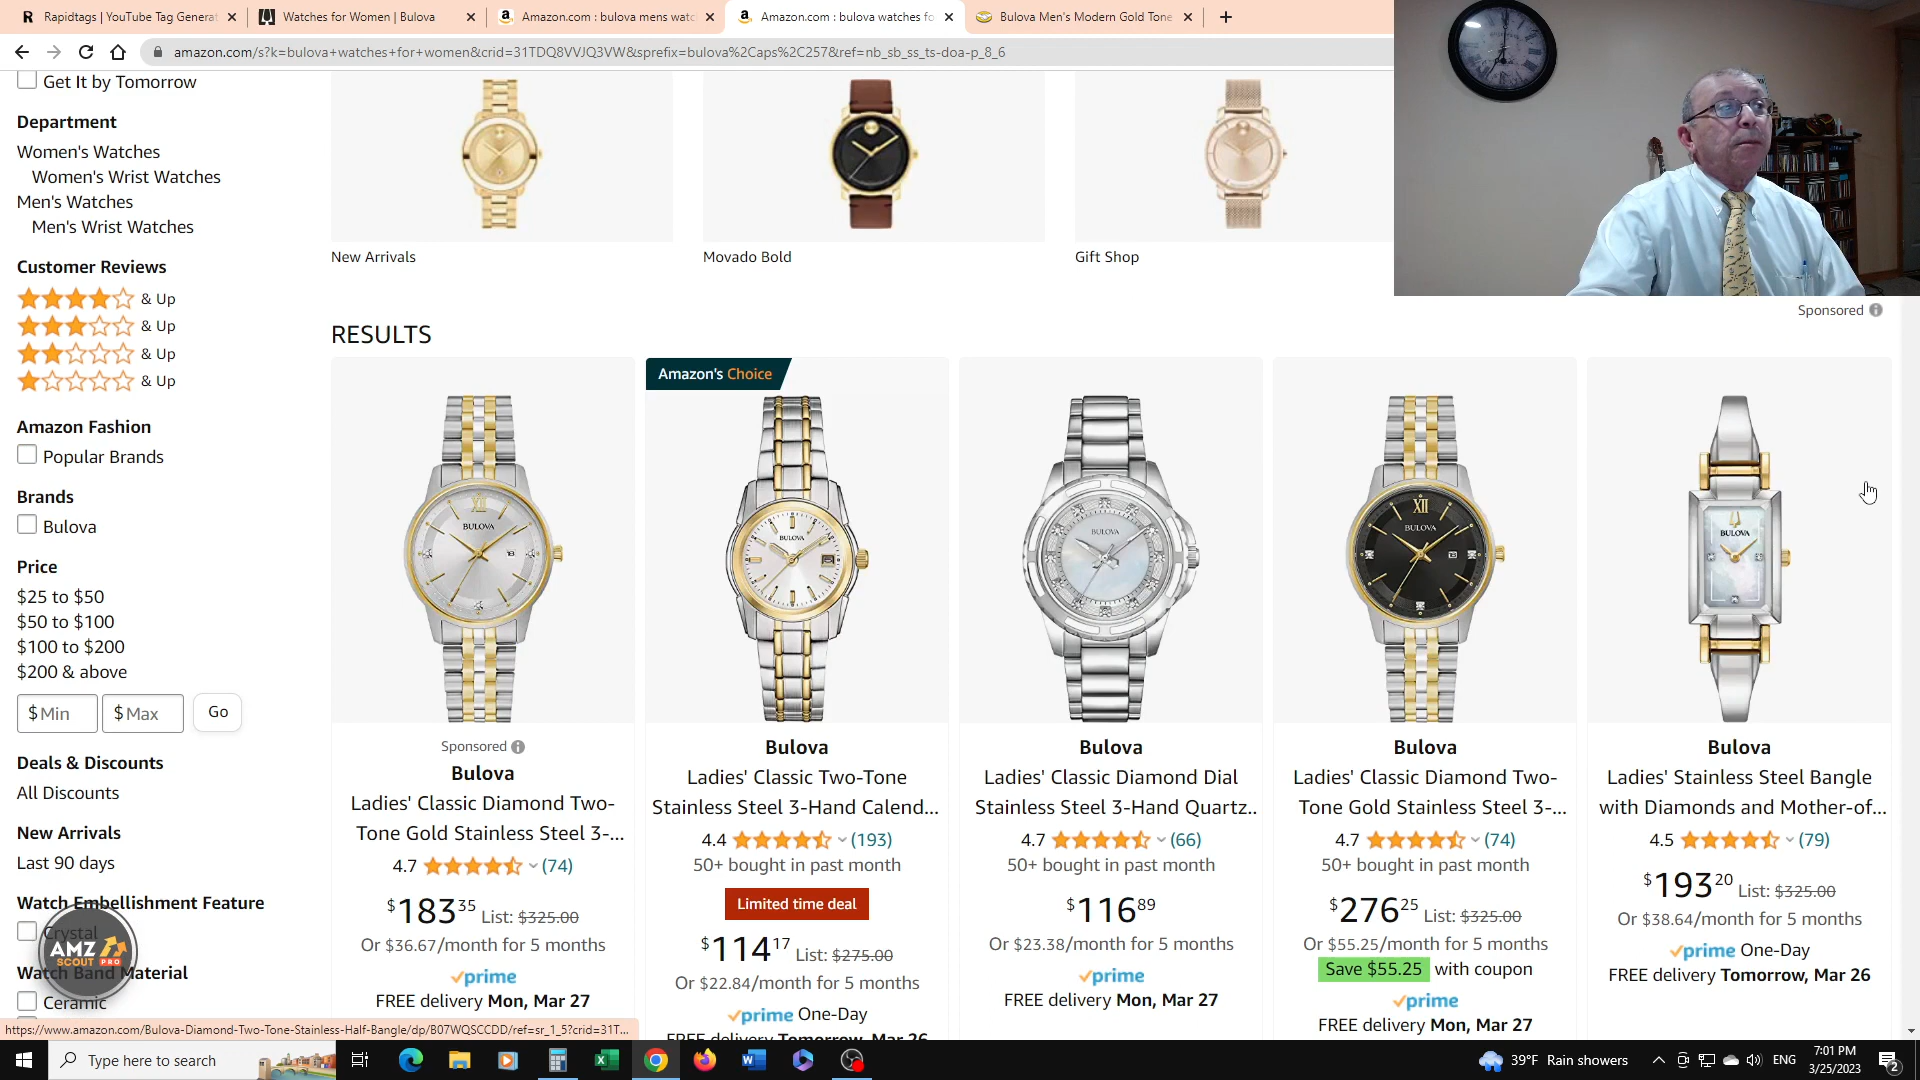 Rapidtags | YouTube Tag Generat
Watches for Women | Bulova
Amazon.com : bulova mens watc
Amazon.com : bulova watches fo
Bulova Men's Modern Gold Tone
amazon.com/s?k=bulova+watches+for+women&crid=31TDQ8VVJQ3VW&sprefix=bulova%2Caps%2C257&ref=nb_sb_ss_ts-doa-p_8_6
Get It by Tomorrow
Department
Women's Watches
Women's Wrist Watches
Men's Watches
Men's Wrist Watches
Customer Reviews
& Up
& Up
& Up
& Up
Amazon Fashion
Popular Brands
Brands
Bulova
Price
$25 to $50
$50 to $100
$100 to $200
$200 & above
$ Min
$ Max
Go
Deals & Discounts
All Discounts
New Arrivals
Last 90 days
Watch Embellishment Feature
Crystal
Watch Band Material
Ceramic
AMZ
SCOUT PRO
New Arrivals
Movado Bold
Gift Shop
Sponsored
RESULTS
BULOVA
Sponsored
Bulova
Ladies' Classic Diamond Two-
Tone Gold Stainless Steel 3-...
4.7 (74)
$183.35 List: $325.00
Or $36.67/month for 5 months
prime
FREE delivery Mon, Mar 27
Amazon's Choice
BULOVA
Bulova
Ladies' Classic Two-Tone
Stainless Steel 3-Hand Calend...
4.4 (193)
50+ bought in past month
Limited time deal
$114.17 List: $275.00
Or $22.84/month for 5 months
prime One-Day
FREE delivery Tomorrow, Mar 26
BULOVA
Bulova
Ladies' Classic Diamond Dial
Stainless Steel 3-Hand Quartz...
4.7 (66)
50+ bought in past month
$116.89
Or $23.38/month for 5 months
prime
FREE delivery Mon, Mar 27
XII
BULOVA
Bulova
Ladies' Classic Diamond Two-
Tone Gold Stainless Steel 3-...
4.7 (74)
50+ bought in past month
$276.25 List: $325.00
Or $55.25/month for 5 months
Save $55.25 with coupon
prime
FREE delivery Mon, Mar 27
BULOVA
Bulova
Ladies' Stainless Steel Bangle
with Diamonds and Mother-of...
4.5 (79)
$193.20 List: $325.00
Or $38.64/month for 5 months
prime One-Day
FREE delivery Tomorrow, Mar 26
https://www.amazon.com/Bulova-Diamond-Two-Tone-Stainless-Half-Bangle/dp/B07WQSCCDD/ref=sr_1_5?crid=31T...
Type here to search
39°F Rain showers
ENG
7:01 PM
3/25/2023
2